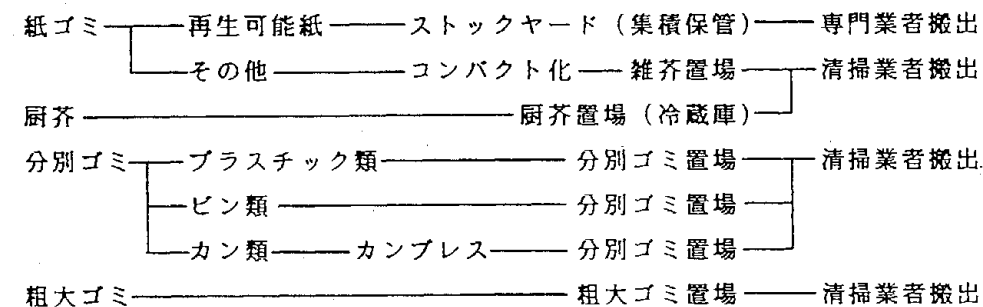 紙ゴミ 再生可能紙 ストックヤード（集積保管） 専門業者搬出
その他 コンパクト化 雑芥置場 清掃業者搬出
厨芥 厨芥置場（冷蔵庫）
分別ゴミ プラスチック類 分別ゴミ置場 清掃業者搬出
ビン類 分別ゴミ置場
カン類 カンプレス 分別ゴミ置場
粗大ゴミ 粗大ゴミ置場 清掃業者搬出